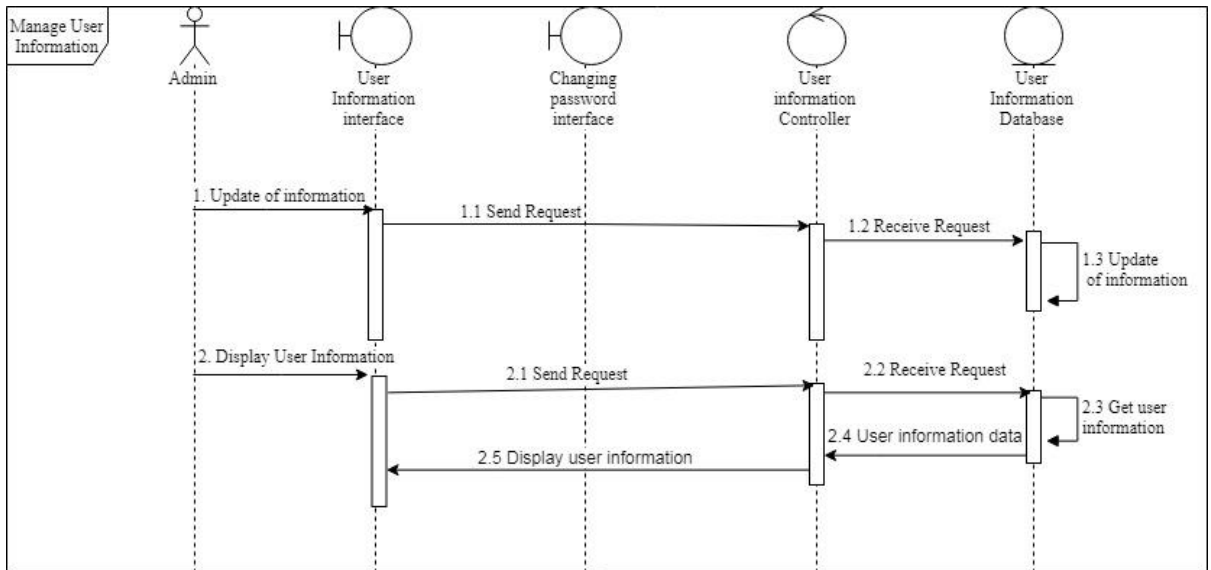 Manage User
Information
Admin
User
Information
interface
Changing
password
interface
User
information
Controller
User
Information
Database
1. Update of information
1.1 Send Request
1.2 Receive Request
1.3 Update
of information
2. Display User Information
2.1 Send Request
2.2 Receive Request
2.3 Get user
information
2.4 User information data
2.5 Display user information